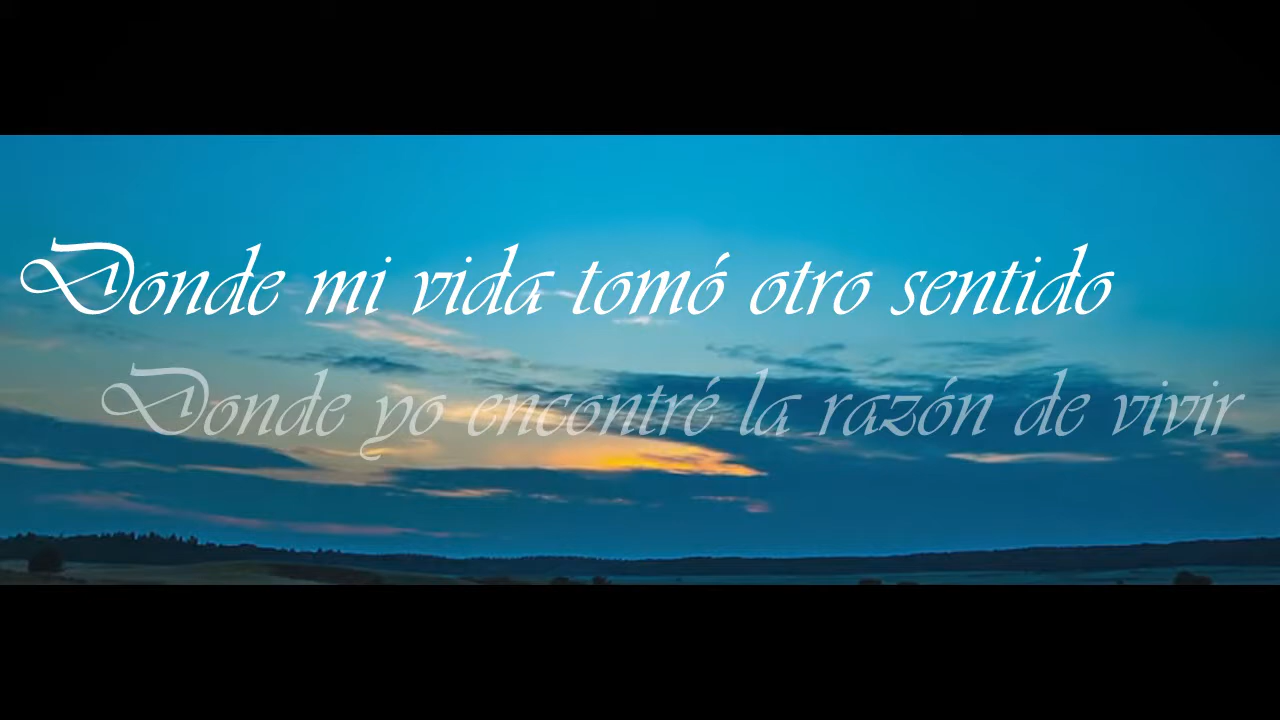 Donde mi vida tomó otro sentido
Donde yo encontré la razón de vivir